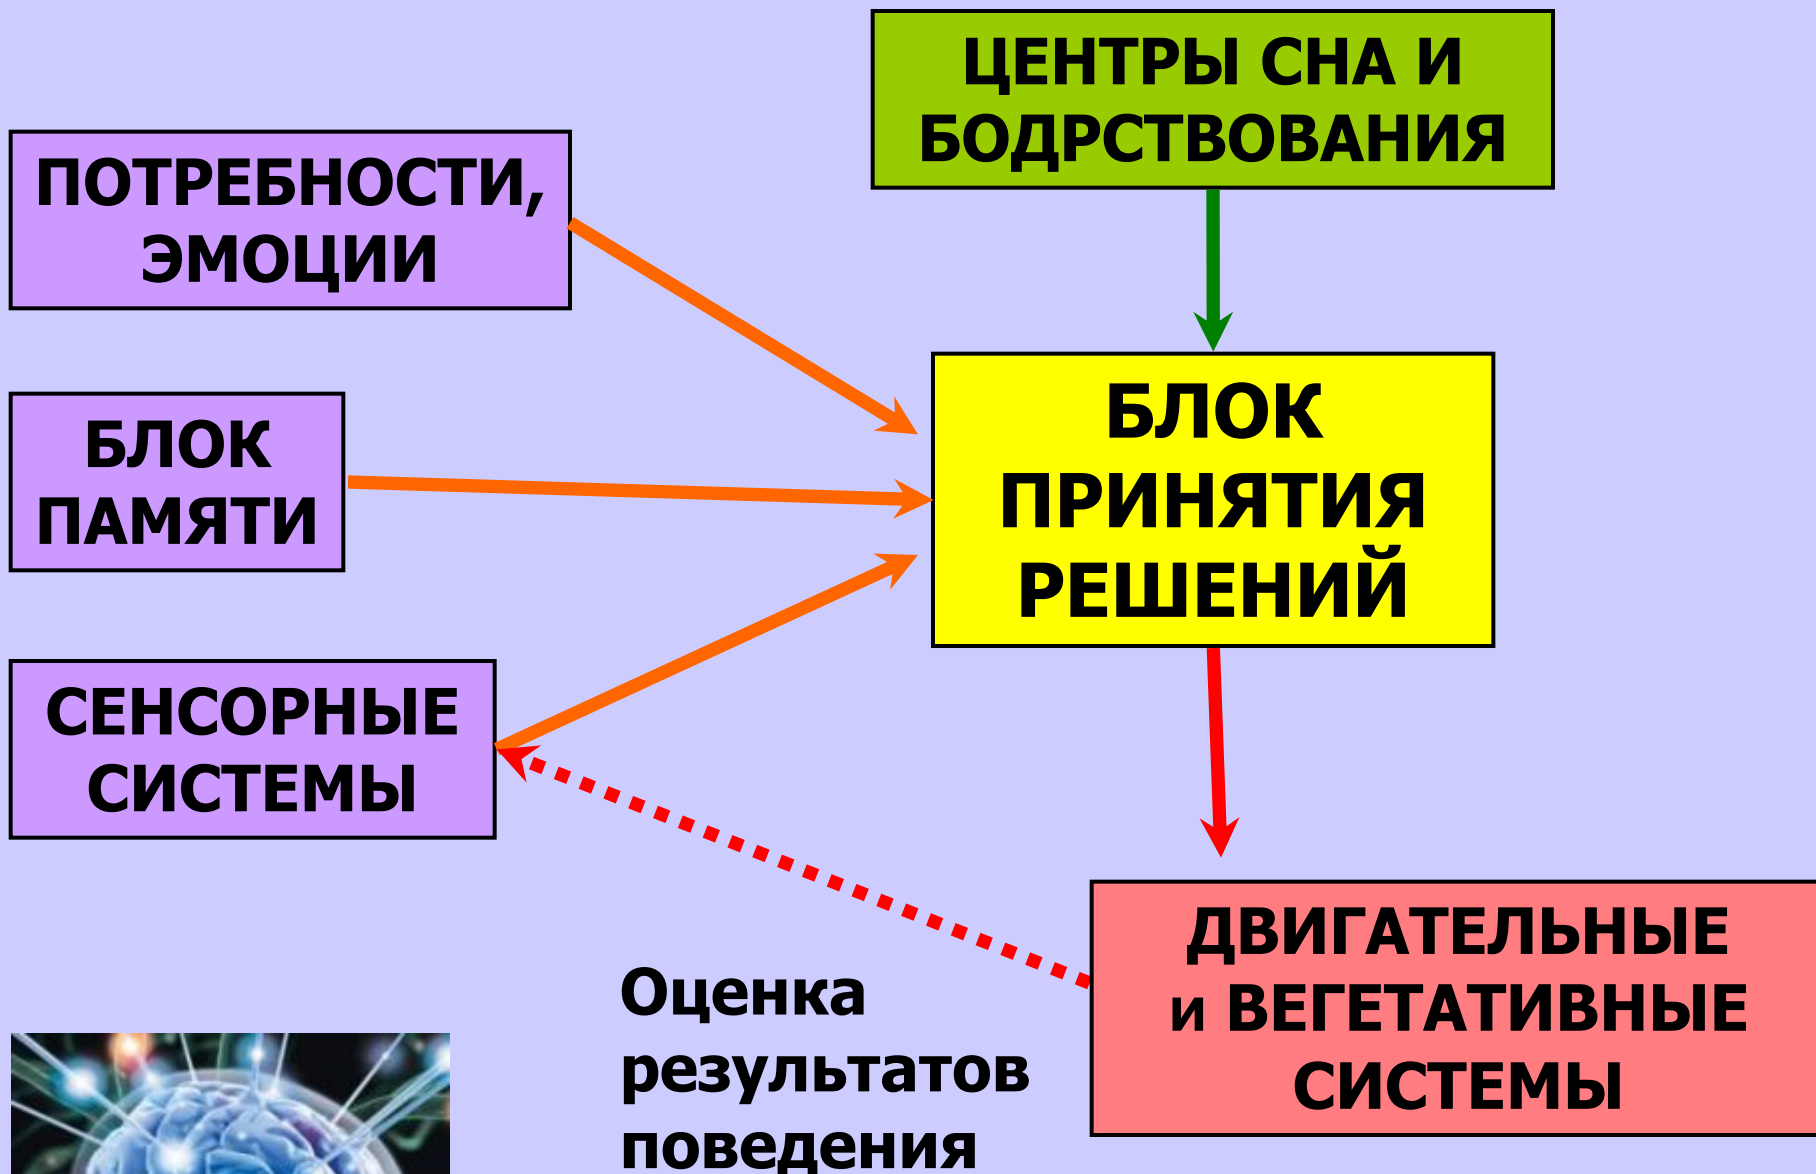 ЦЕНТРЫ СНА И
БОДРСТВОВАНИЯ
ПОТРЕБНОСТИ,
ЭМОЦИИ
БЛОК
ПАМЯТИ
БЛОК
ПРИНЯТИЯ
РЕШЕНИЙ
СЕНСОРНЫЕ
СИСТЕМЫ
ДВИГАТЕЛЬНЫЕ
и ВЕГЕТАТИВНЫЕ
СИСТЕМЫ
Оценка
результатов
поведения